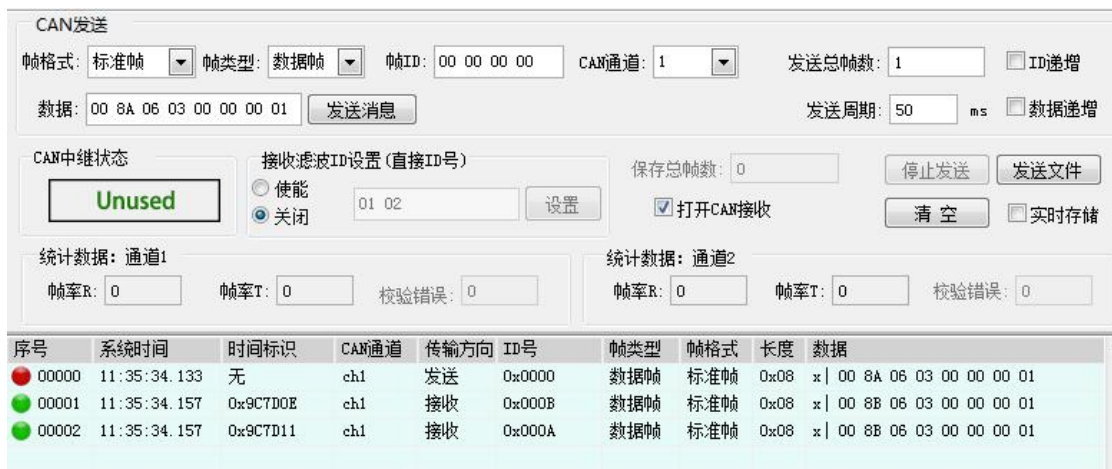 CAN发送
帧格式: 标准帧 帧类型: 数据帧 帧ID: 00 00 00 00 CAN通道: 1 发送总帧数: 1 ID递增
数据: 00 8A 06 03 00 00 00 01 发送消息 发送周期: 50 ms 数据递增
CAN中继状态 接收滤波ID设置(直接ID号) 保存总帧数: 0 停止发送 发送文件
Unused 使能 01 02 设置
关闭 打开CAN接收 清 空 实时存储
统计数据: 通道1 统计数据: 通道2
帧率R: 0 帧率T: 0 校验错误: 0 帧率R: 0 帧率T: 0 校验错误: 0
序号 系统时间 时间标识 CAN通道 传输方向 ID号 帧类型 帧格式 长度 数据
00000 11:35:34.133 无 ch1 发送 0x0000 数据帧 标准帧 0x08 x| 00 8A 06 03 00 00 00 01
00001 11:35:34.157 0x9C7D0E ch1 接收 0x000B 数据帧 标准帧 0x08 x| 00 8B 06 03 00 00 00 01
00002 11:35:34.157 0x9C7D11 ch1 接收 0x000A 数据帧 标准帧 0x08 x| 00 8B 06 03 00 00 00 01